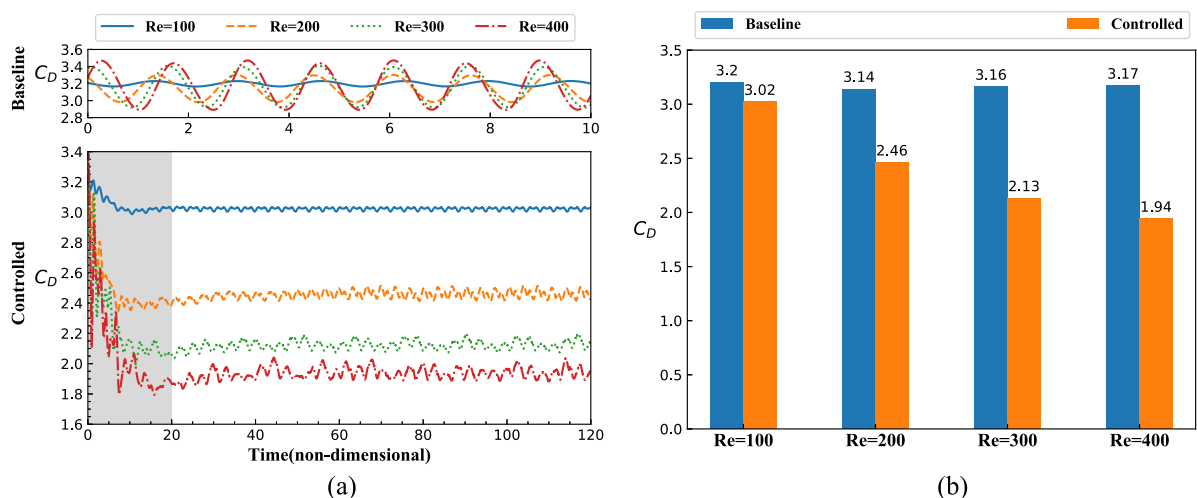 Re=100 Re=200 Re=300 Re=400
Baseline
C_D
3.6
3.4
3.2
3.0
2.8
0 2 4 6 8 10
Controlled
C_D
3.4
3.2
3.0
2.8
2.6
2.4
2.2
2.0
1.8
1.6
0 20 40 60 80 100 120
Time(non-dimensional)
(a)
Baseline Controlled
C_D
3.5
3.0
2.5
2.0
1.5
1.0
0.5
0.0
3.2 3.14 3.16 3.17
3.02 2.46 2.13 1.94
Re=100 Re=200 Re=300 Re=400
(b)